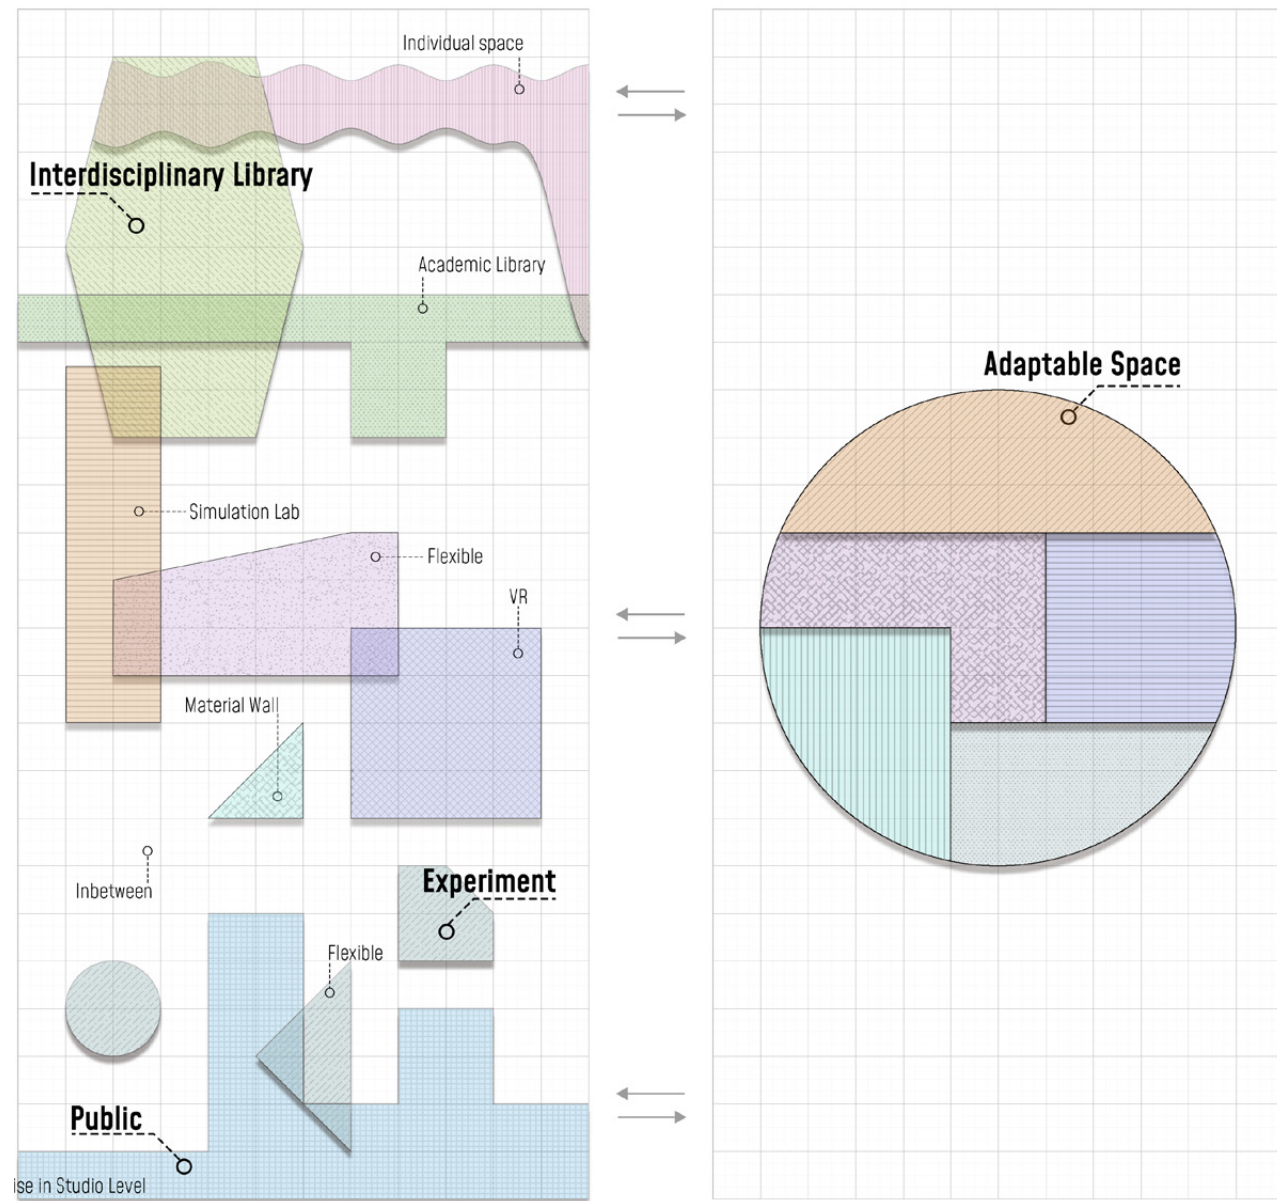 Individual space
Interdisciplinary Library
Academic Library
Adaptable Space
Simulation Lab
Flexible
VR
Material Wall
Inbetween
Experiment
Flexible
Public
ise in Studio Level